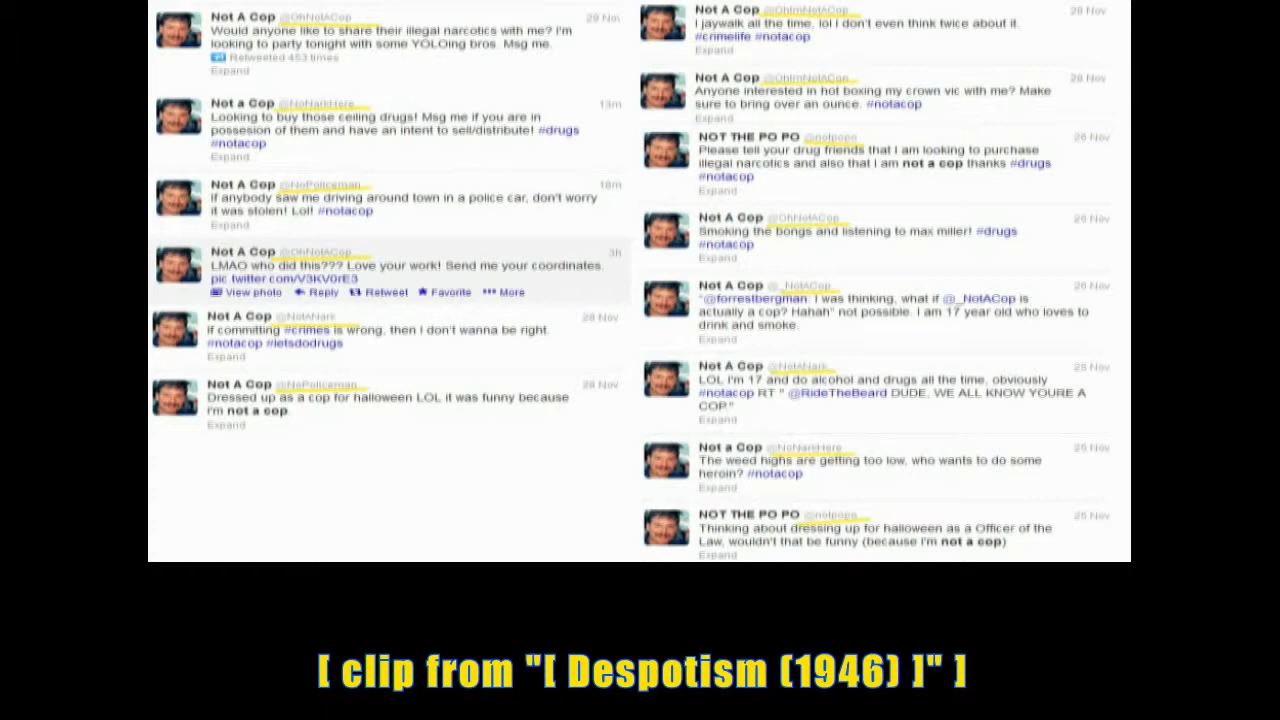 Not A Cop @OhNotACop 29 Nov
Would anyone like to share their illegal narcotics with me? I'm
looking to party tonight with some YOLOing bros. Msg me.
Retweeted 453 times
Expand
Not a Cop @NoNarkHere 13m
Looking to buy those ceiling drugs! Msg me if you are in
possesion of them and have an intent to sell/distribute! #drugs
#notacop
Expand
Not A Cop @NoPoliceman 18m
If anybody saw me driving around town in a police car, don't worry
it was stolen! Lol! #notacop
Expand
Not A Cop @OhNotACop 3h
LMAO who did this??? Love your work! Send me your coordinates.
pic.twitter.com/V3KV0rE3
View photo Reply Retweet Favorite More
Not A Cop @NotANark 28 Nov
If committing #crimes is wrong, then I don't wanna be right.
#notacop #letsdodrugs
Expand
Not A Cop @NoPoliceman 28 Nov
Dressed up as a cop for halloween LOL it was funny because
I'm not a cop.
Expand
Not A Cop @OhImNotACop 28 Nov
I jaywalk all the time, lol I don't even think twice about it.
#crimelife #notacop
Expand
Not A Cop @OhImNotACop 28 Nov
Anyone interested in hot boxing my crown vic with me? Make
sure to bring over an ounce. #notacop
Expand
NOT THE PO PO @notpopo 26 Nov
Please tell your drug friends that I am looking to purchase
illegal narcotics and also that I am not a cop thanks #drugs
#notacop
Expand
Not A Cop @OhNotACop 26 Nov
Smoking the bongs and listening to max miller! #drugs
#notacop
Expand
Not A Cop @_NotACop 26 Nov
"@forrestbergman: I was thinking, what if @_NotACop is
actually a cop? Hahah" not possible. I am 17 year old who loves to
drink and smoke.
Expand
Not A Cop @NotANark 25 Nov
LOL I'm 17 and do alcohol and drugs all the time, obviously
#notacop RT " @RideTheBeard DUDE, WE ALL KNOW YOURE A
COP."
Expand
Not a Cop @NoNarkHere 25 Nov
The weed highs are getting too low, who wants to do some
heroin? #notacop
Expand
NOT THE PO PO @notpopo 25 Nov
Thinking about dressing up for halloween as a Officer of the
Law, wouldn't that be funny (because I'm not a cop)
Expand
[ clip from "[ Despotism (1946) ]" ]